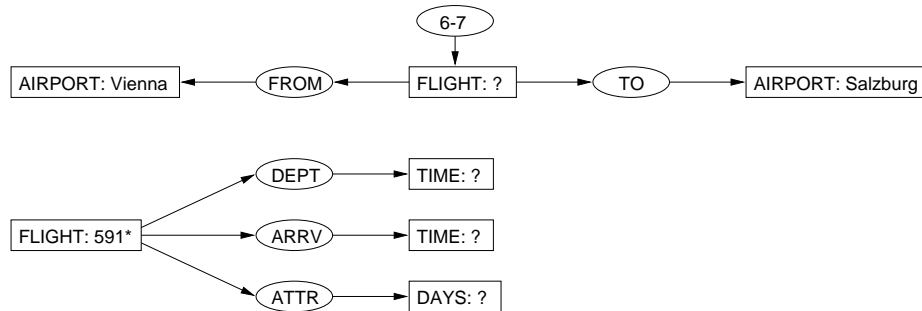 6-7
AIRPORT: Vienna FROM FLIGHT: ? TO AIRPORT: Salzburg
DEPT TIME: ?
FLIGHT: 591* ARRV TIME: ?
ATTR DAYS: ?